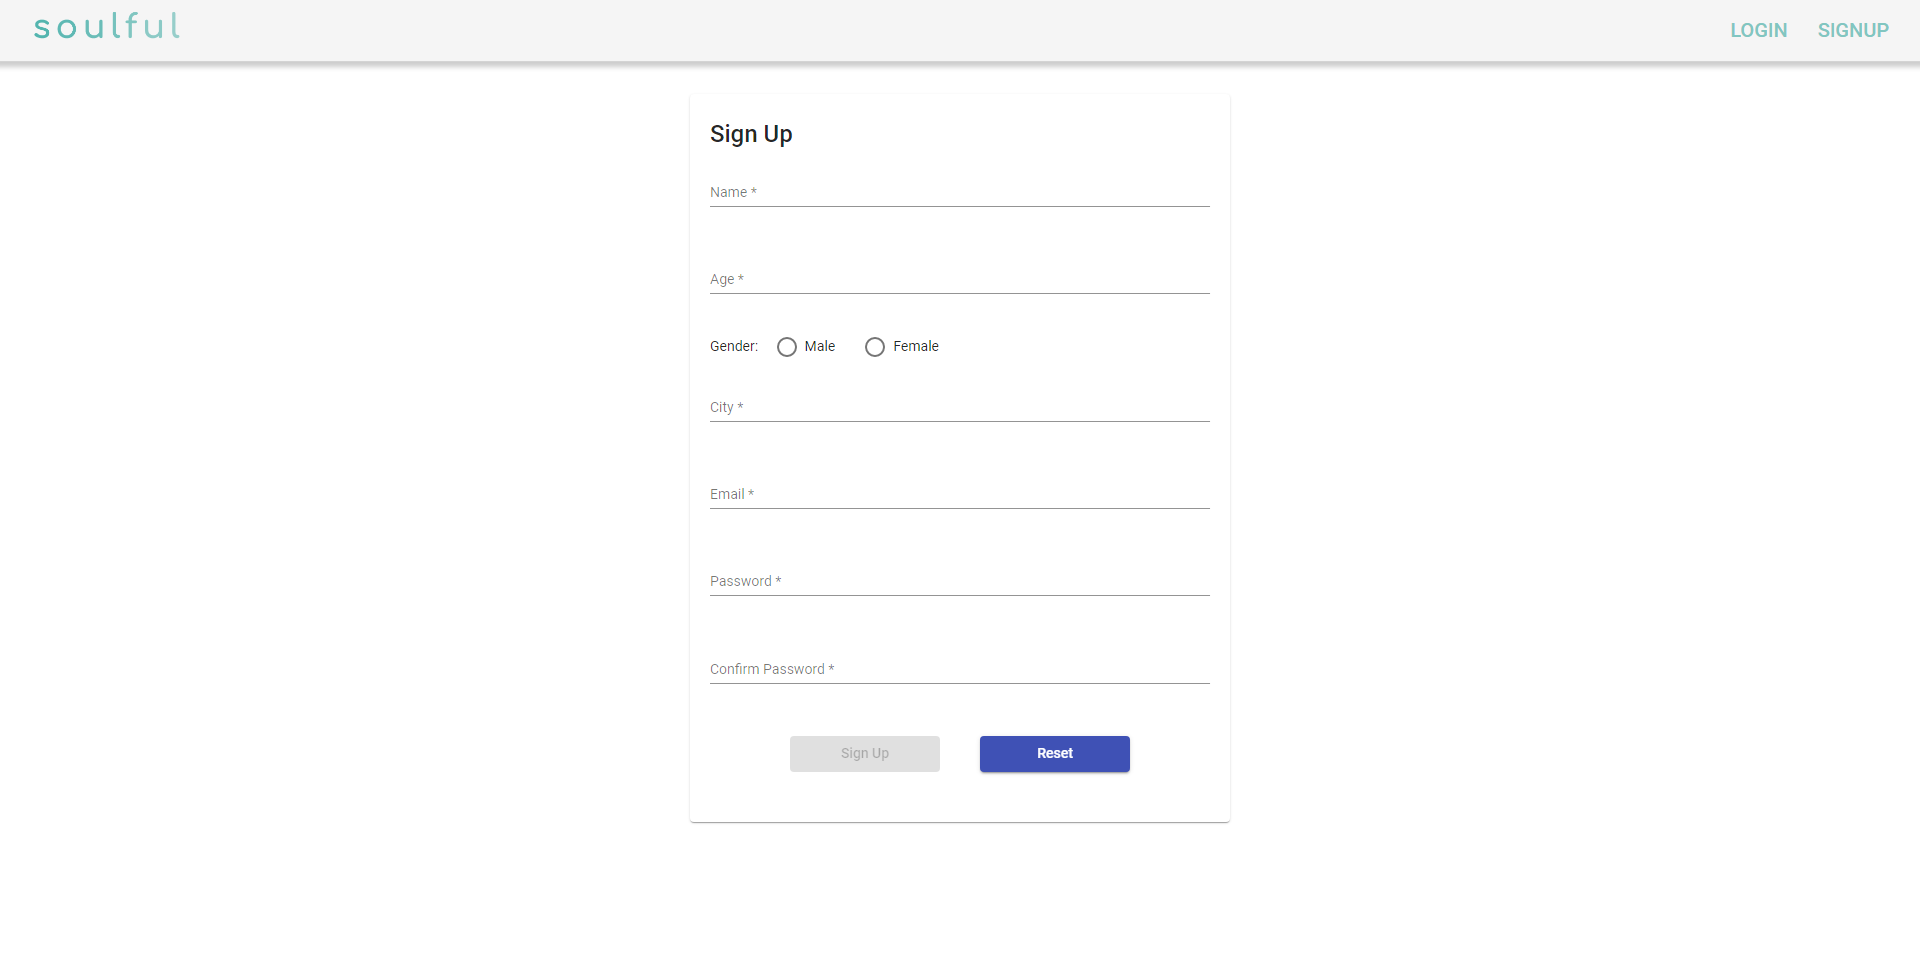 soulful LOGIN SIGNUP
Sign Up
Name *
Age *
Gender: Male Female
City *
Email *
Password *
Confirm Password *
Sign Up Reset